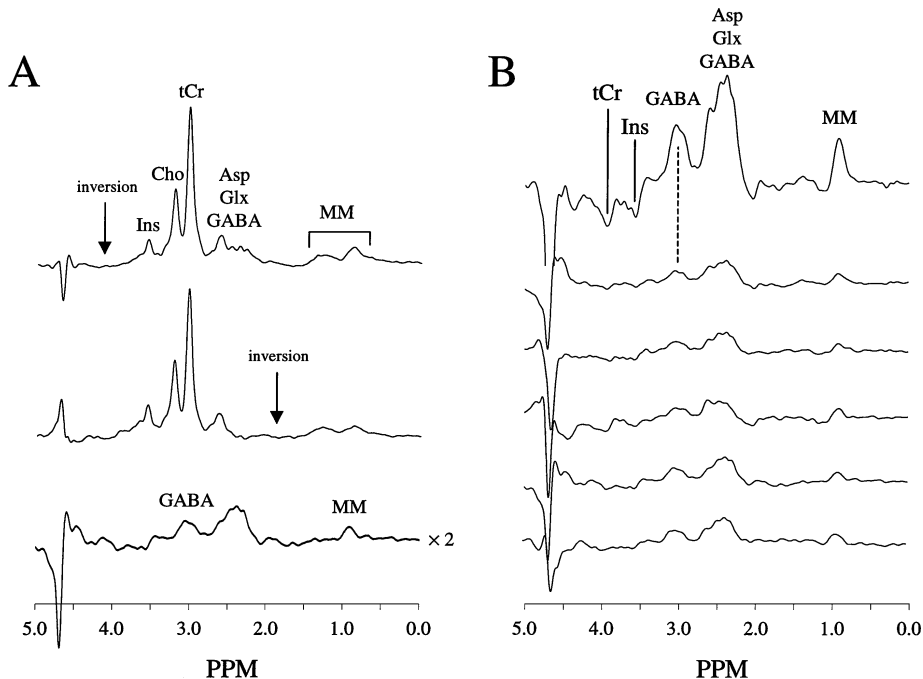 A
tCr
Cho
inversion
Ins
Asp
Glx
GABA
MM
inversion
GABA
MM
× 2
5.0 4.0 3.0 2.0 1.0 0.0
PPM
B
tCr
Ins
GABA
Asp
Glx
GABA
MM
5.0 4.0 3.0 2.0 1.0 0.0
PPM